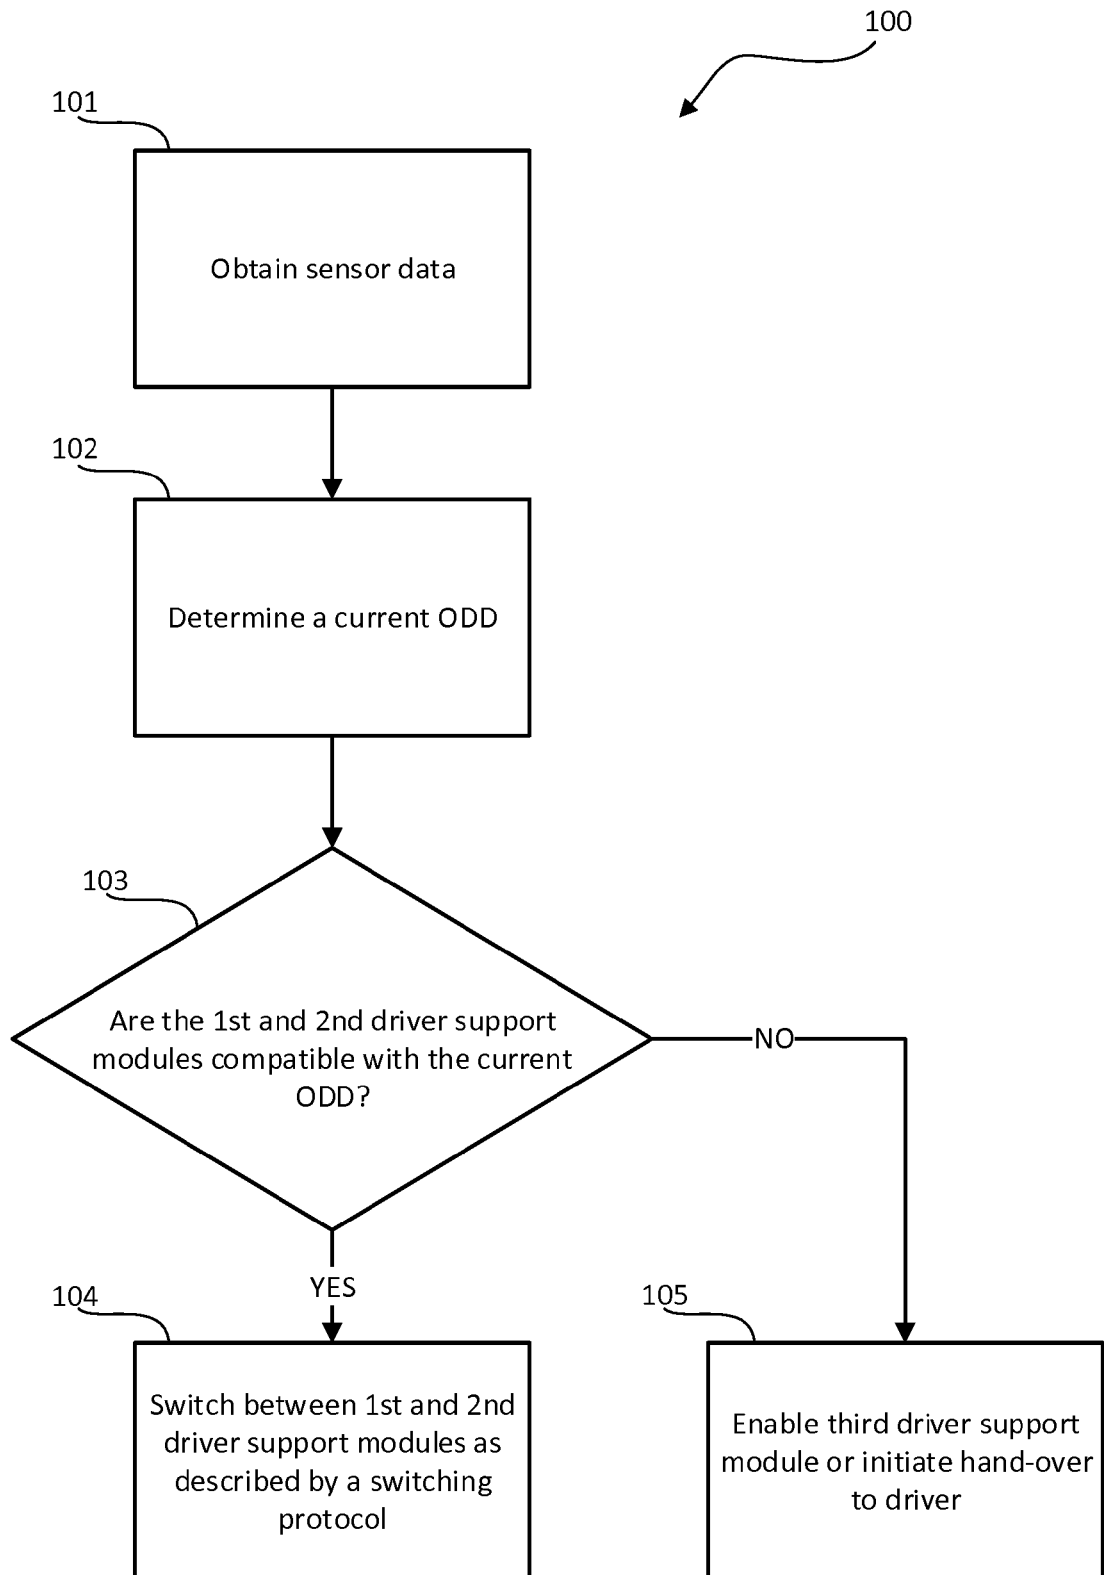 100
101
Obtain sensor data
102
Determine a current ODD
103
Are the 1st and 2nd driver support
modules compatible with the current
ODD?
NO
YES
104
Switch between 1st and 2nd
driver support modules as
described by a switching
protocol
105
Enable third driver support
module or initiate hand-over
to driver